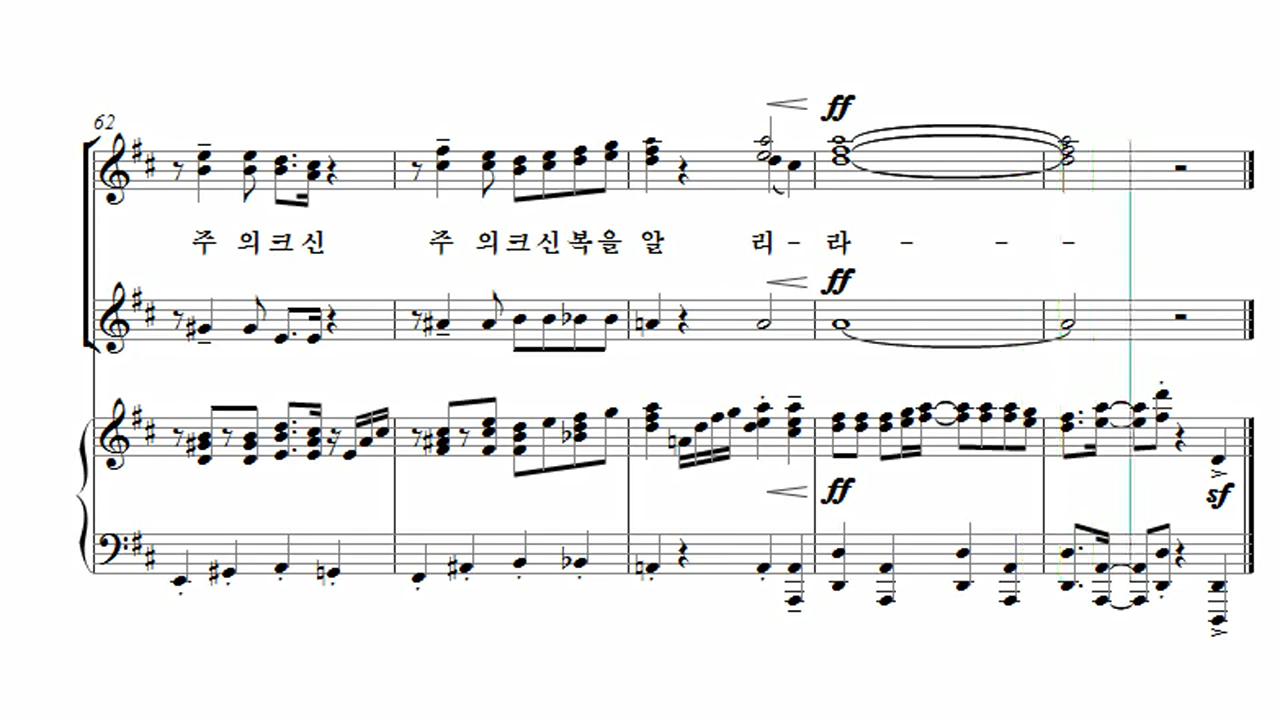 62
ff
주 의크신 주 의크신복을 알 리 - 라 - - -
ff
ff
sf